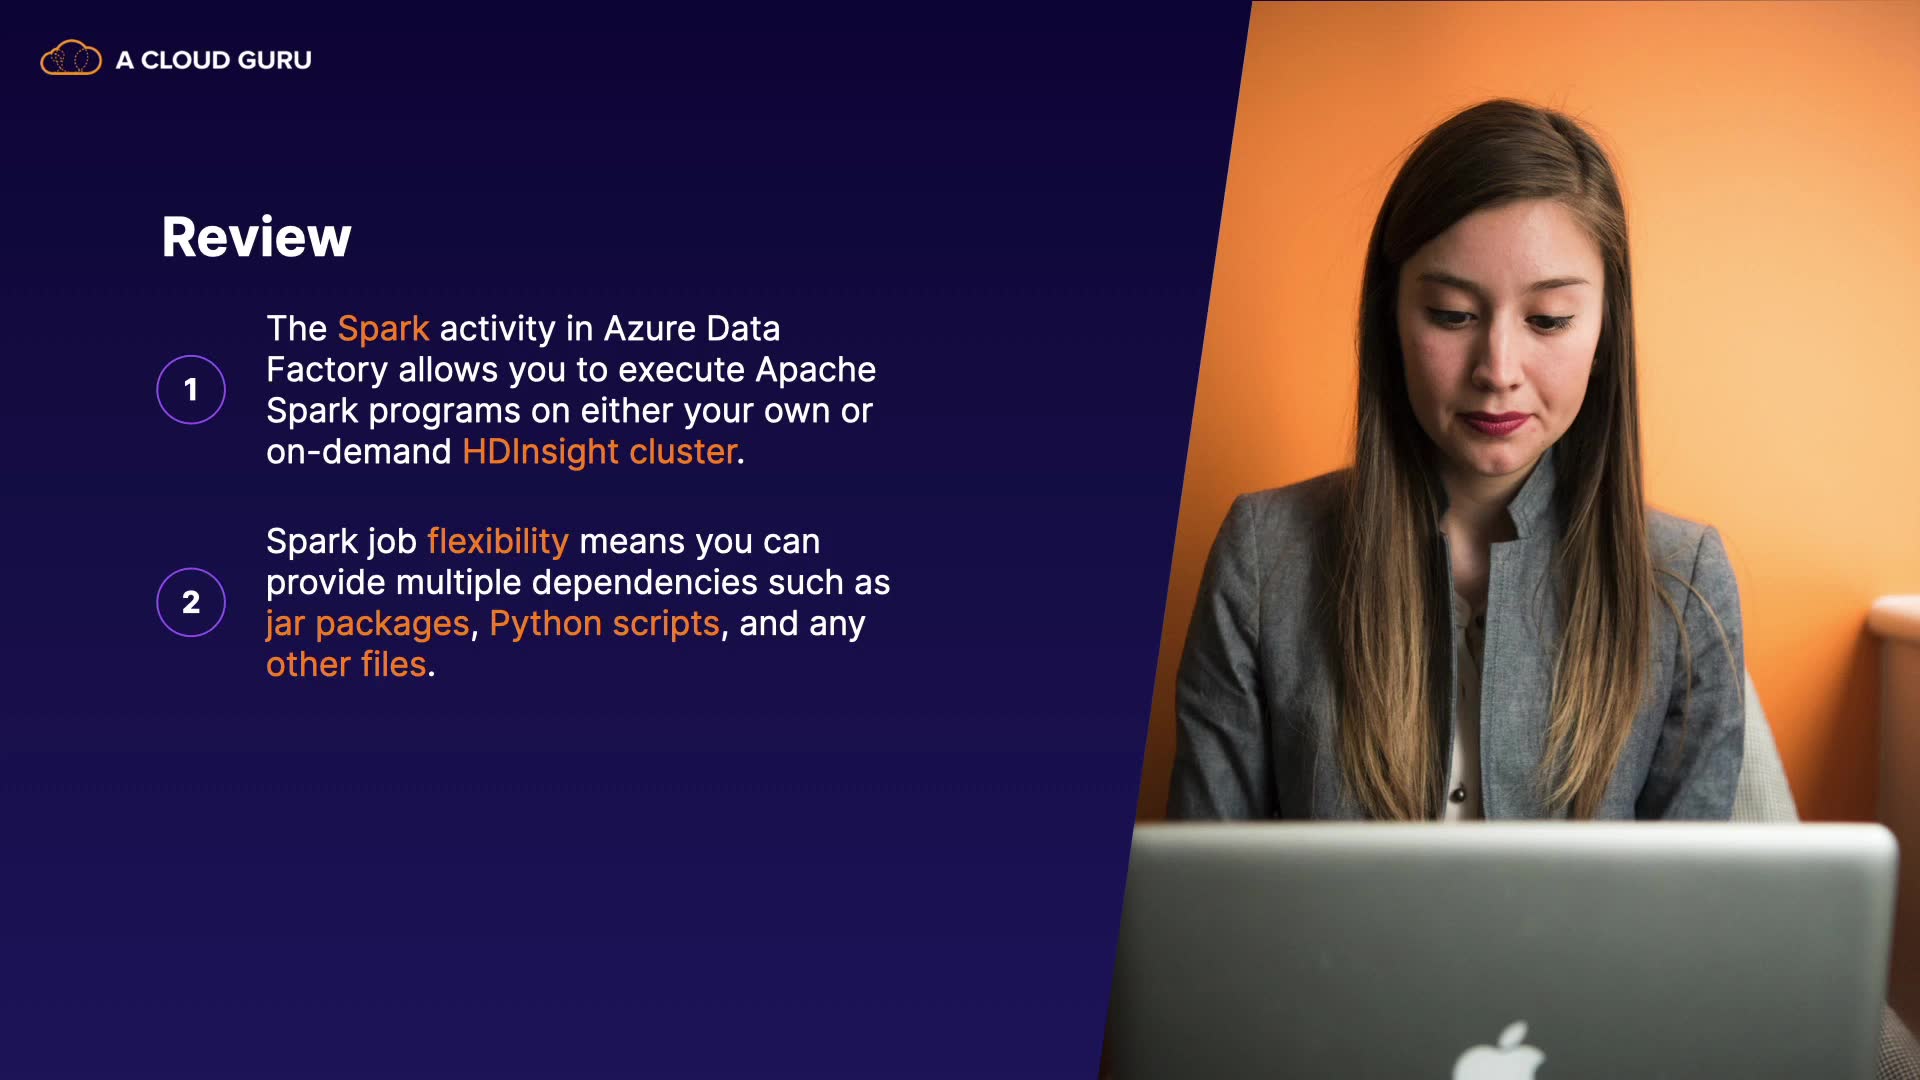 A CLOUD GURU
Review
1
The Spark activity in Azure Data
Factory allows you to execute Apache
Spark programs on either your own or
on-demand HDInsight cluster.
2
Spark job flexibility means you can
provide multiple dependencies such as
jar packages, Python scripts, and any
other files.